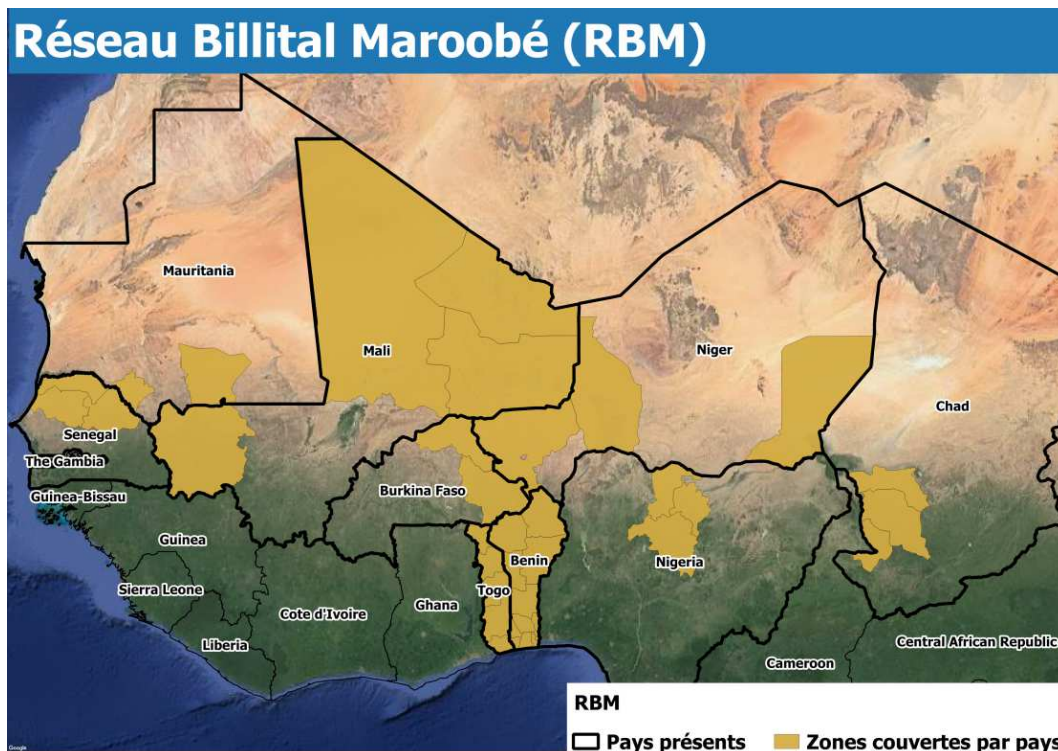 Réseau Billital Maroobé (RBM)
Mauritania
Mali
Niger
Chad
Senegal
The Gambia
Guinea-Bissau
Burkina Faso
Guinea
Benin
Nigeria
Togo
Sierra Leone
Ghana
Cote d'Ivoire
Liberia
Central African Republic
Cameroon
RBM
Pays présents
Zones couvertes par pays
Google